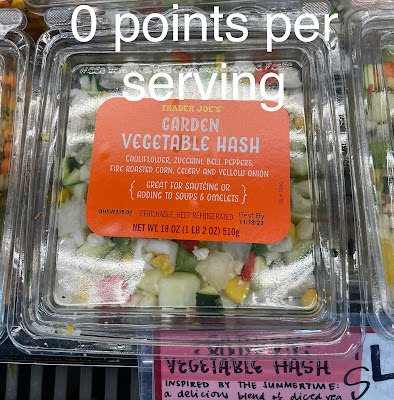 0 points per
serving
TRADER JOE'S
GARDEN
VEGETABLE HASH
CAULIFLOWER, ZUCCHINI, BELL PEPPERS,
FIRE ROASTED CORN, CELERY AND YELLOW ONION
{ GREAT FOR SAUTÉING OR
ADDING TO SOUPS & OMELETS }
PERISHABLE, KEEP REFRIGERATED
Best By
NET WT. 18 OZ (1 LB 2 OZ) 510g
VEGETABLE HASH
INSPIRED BY THE SUMMERTIME:
a delicious blend of diced veg